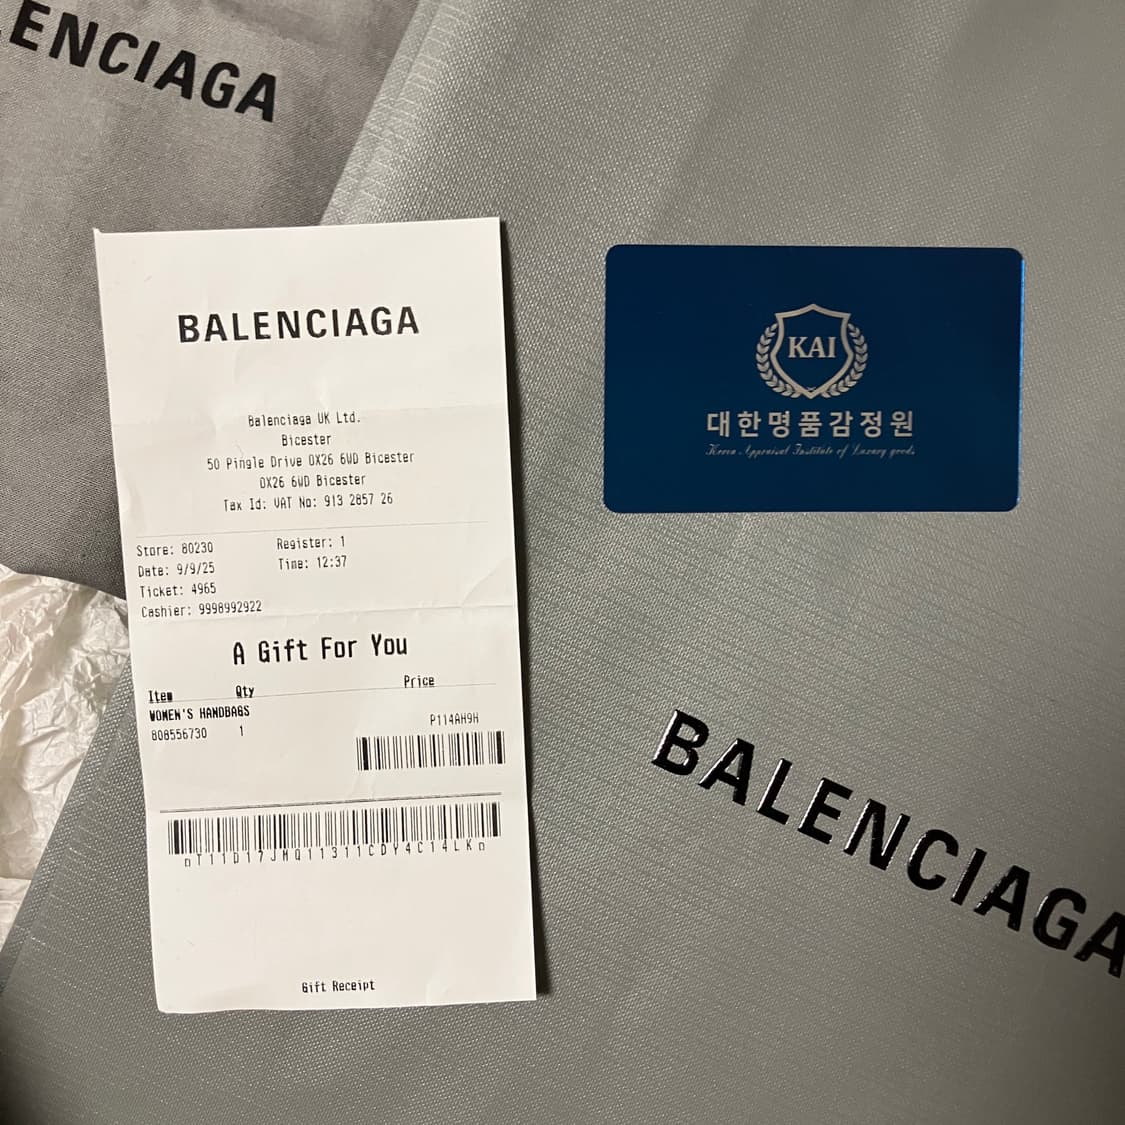 ENCIAGA
BALENCIAGA
Balenciaga UK Ltd.
Bicester
50 Pingle Drive OX26 6WD Bicester
OX26 6WD Bicester
Tax Id: VAT No: 913 2857 26
Store: 80230 Register: 1
Date: 9/9/25 Time: 12:37
Ticket: 4965
Cashier: 9998992922
A Gift For You
Item Qty Price
WOMEN'S HANDBAGS
808556730 1 P114AH9H
nT11D17JMQ11311CDY4C14LKn
Gift Receipt
KAI
대한명품감정원
Korea Appraisal Institute of Luxury goods
BALENCIAGA